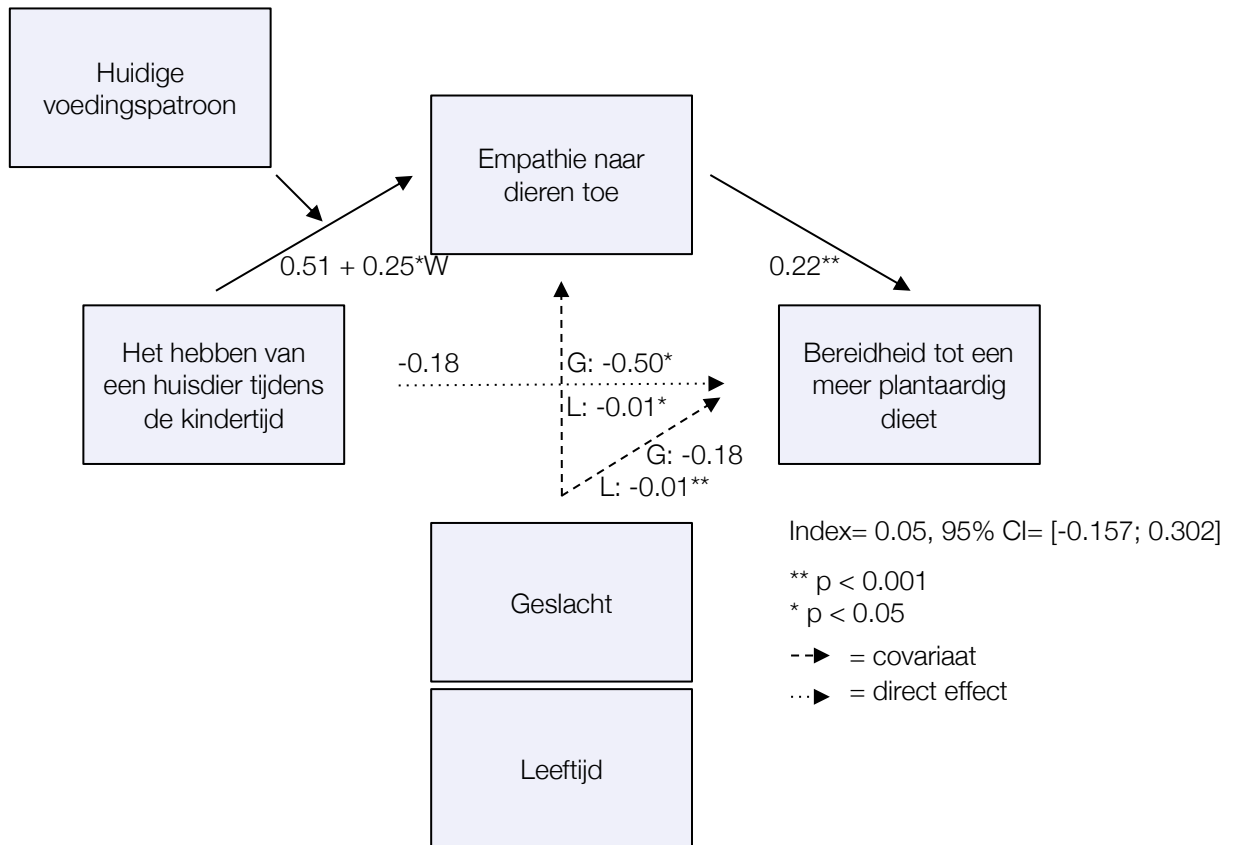 Huidige
voedingspatroon
Empathie naar
dieren toe
0.51 + 0.25*W
0.22**
Het hebben van
een huisdier tijdens
de kindertijd
-0.18
G: -0.50*
L: -0.01*
G: -0.18
L: -0.01**
Bereidheid tot een
meer plantaardig
dieet
Index= 0.05, 95% CI= [-0.157; 0.302]
** p < 0.001
* p < 0.05
= covariaat
= direct effect
Geslacht
Leeftijd